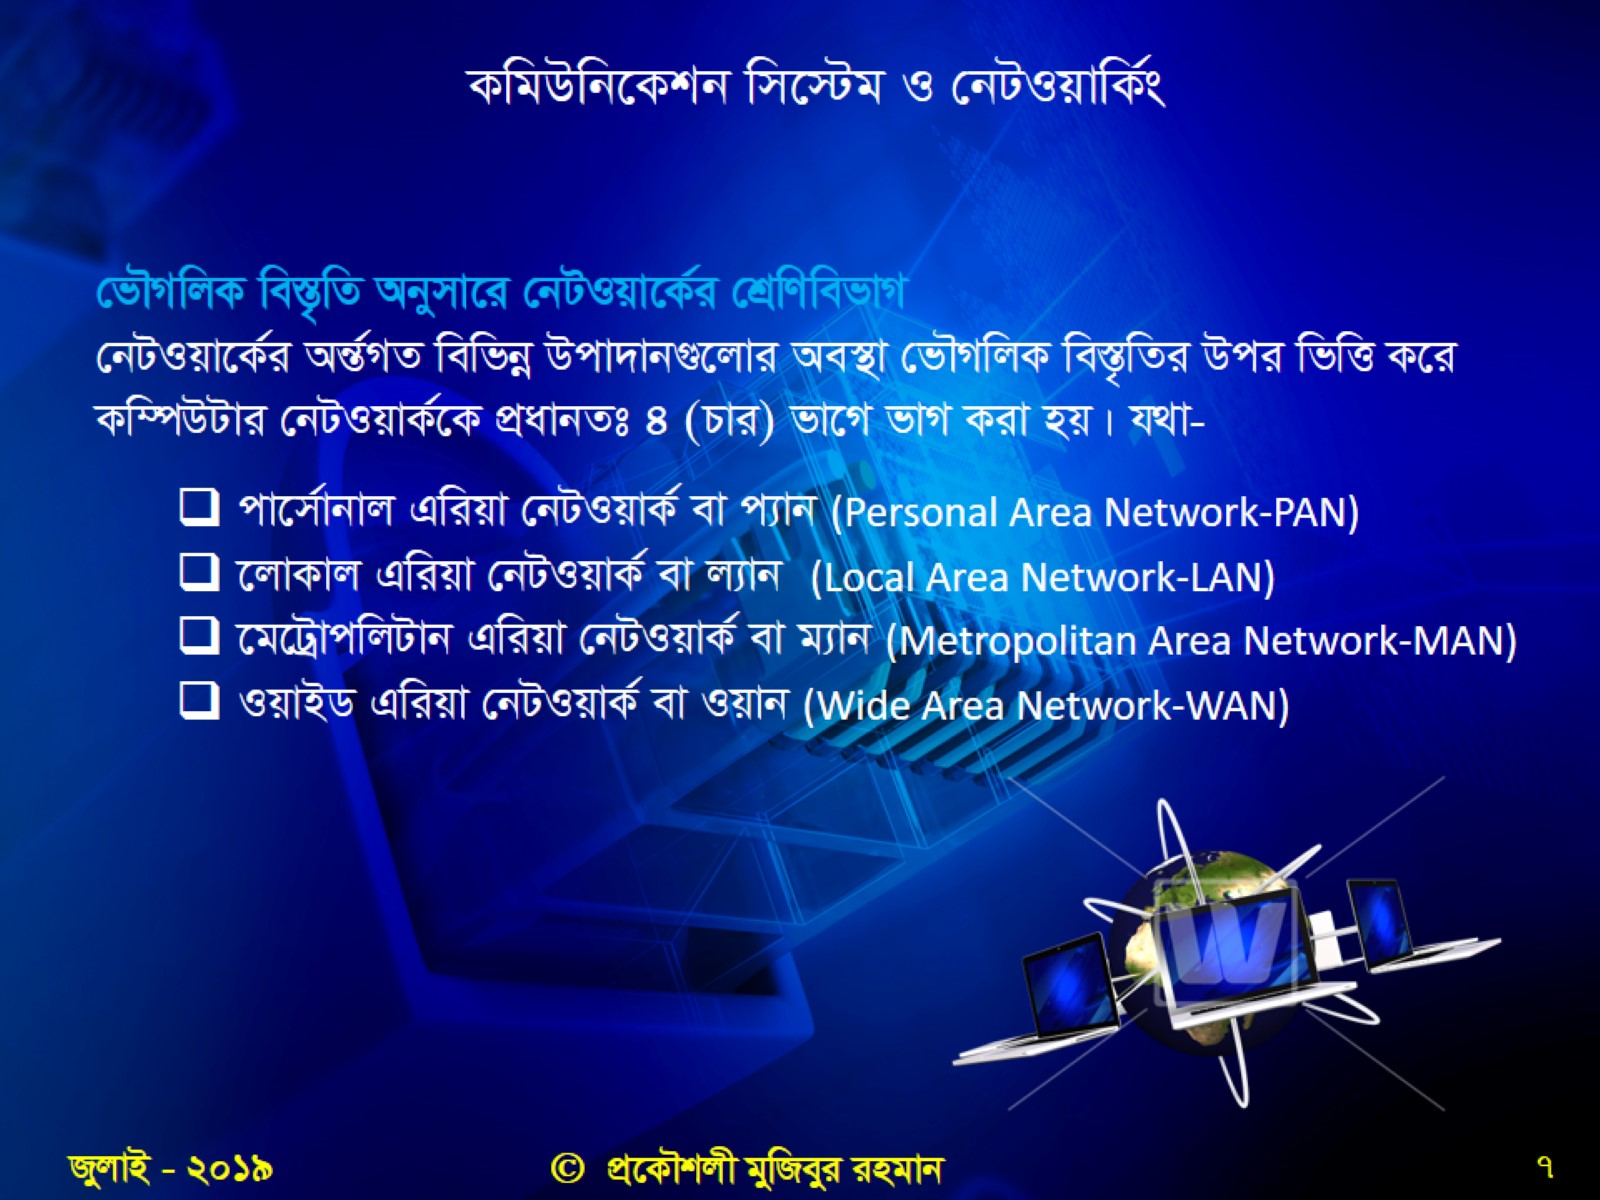 কমিউনিকেশন সিস্টেম ও নেটওয়ার্কিং
ভৌগলিক বিস্তৃতি অনুসারে নেটওয়ার্কের শ্রেণিবিভাগ
নেটওয়ার্কের অর্ন্তগত বিভিন্ন উপাদানগুলোর অবস্থা ভৌগলিক বিস্তৃতির উপর ভিত্তি করে
কম্পিউটার নেটওয়ার্ককে প্রধানতঃ ৪ (চার) ভাগে ভাগ করা হয়। যথা-
❑ পার্সোনাল এরিয়া নেটওয়ার্ক বা প্যান (Personal Area Network-PAN)
❑ লোকাল এরিয়া নেটওয়ার্ক বা ল্যান (Local Area Network-LAN)
❑ মেট্রোপলিটান এরিয়া নেটওয়ার্ক বা ম্যান (Metropolitan Area Network-MAN)
❑ ওয়াইড এরিয়া নেটওয়ার্ক বা ওয়ান (Wide Area Network-WAN)
W
জুলাই - ২০১৯ © প্রকৌশলী মুজিবুর রহমান ৭